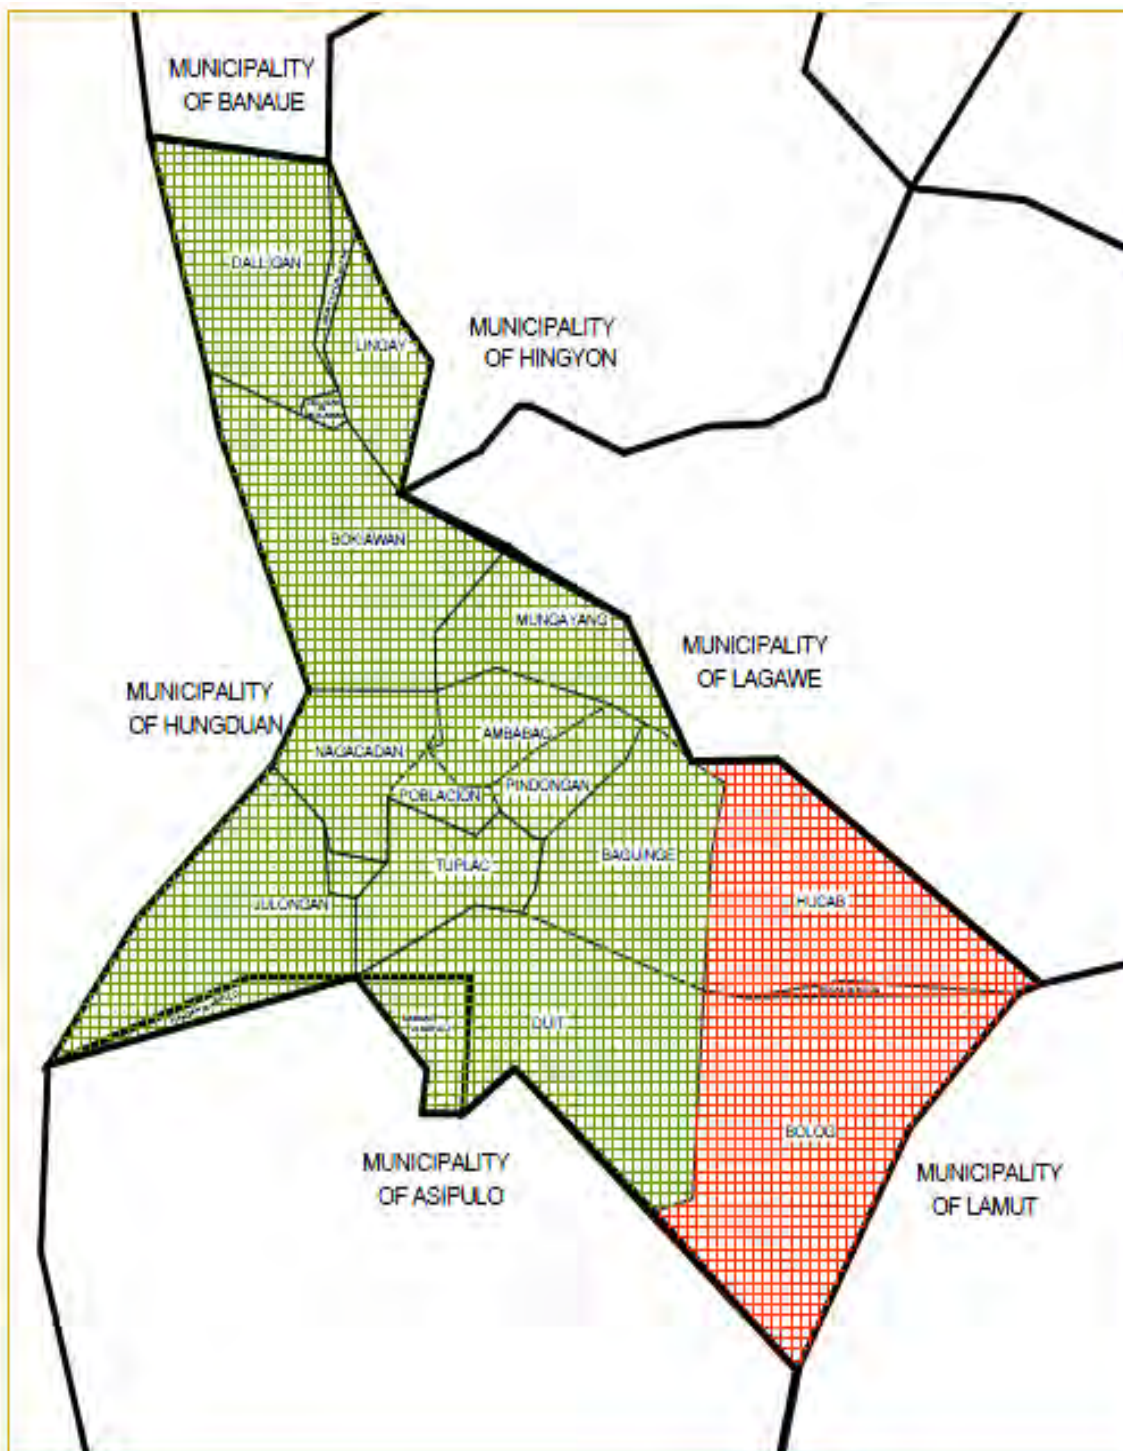 MUNICIPALITY
OF BANAUE
DALLIGAN
LINGAY
MUNICIPALITY
OF HINGYON
BOKIAWAN
MUNGAYANG
MUNICIPALITY
OF LAGAWE
MUNICIPALITY
OF HUNGDUAN
NAGACADAN
AMBABAG
POBLACION
PINDONGAN
TUPLAC
BAGUINGE
JULONGAN
HUCAB
DUIT
BOLOG
MUNICIPALITY
OF ASIPULO
MUNICIPALITY
OF LAMUT